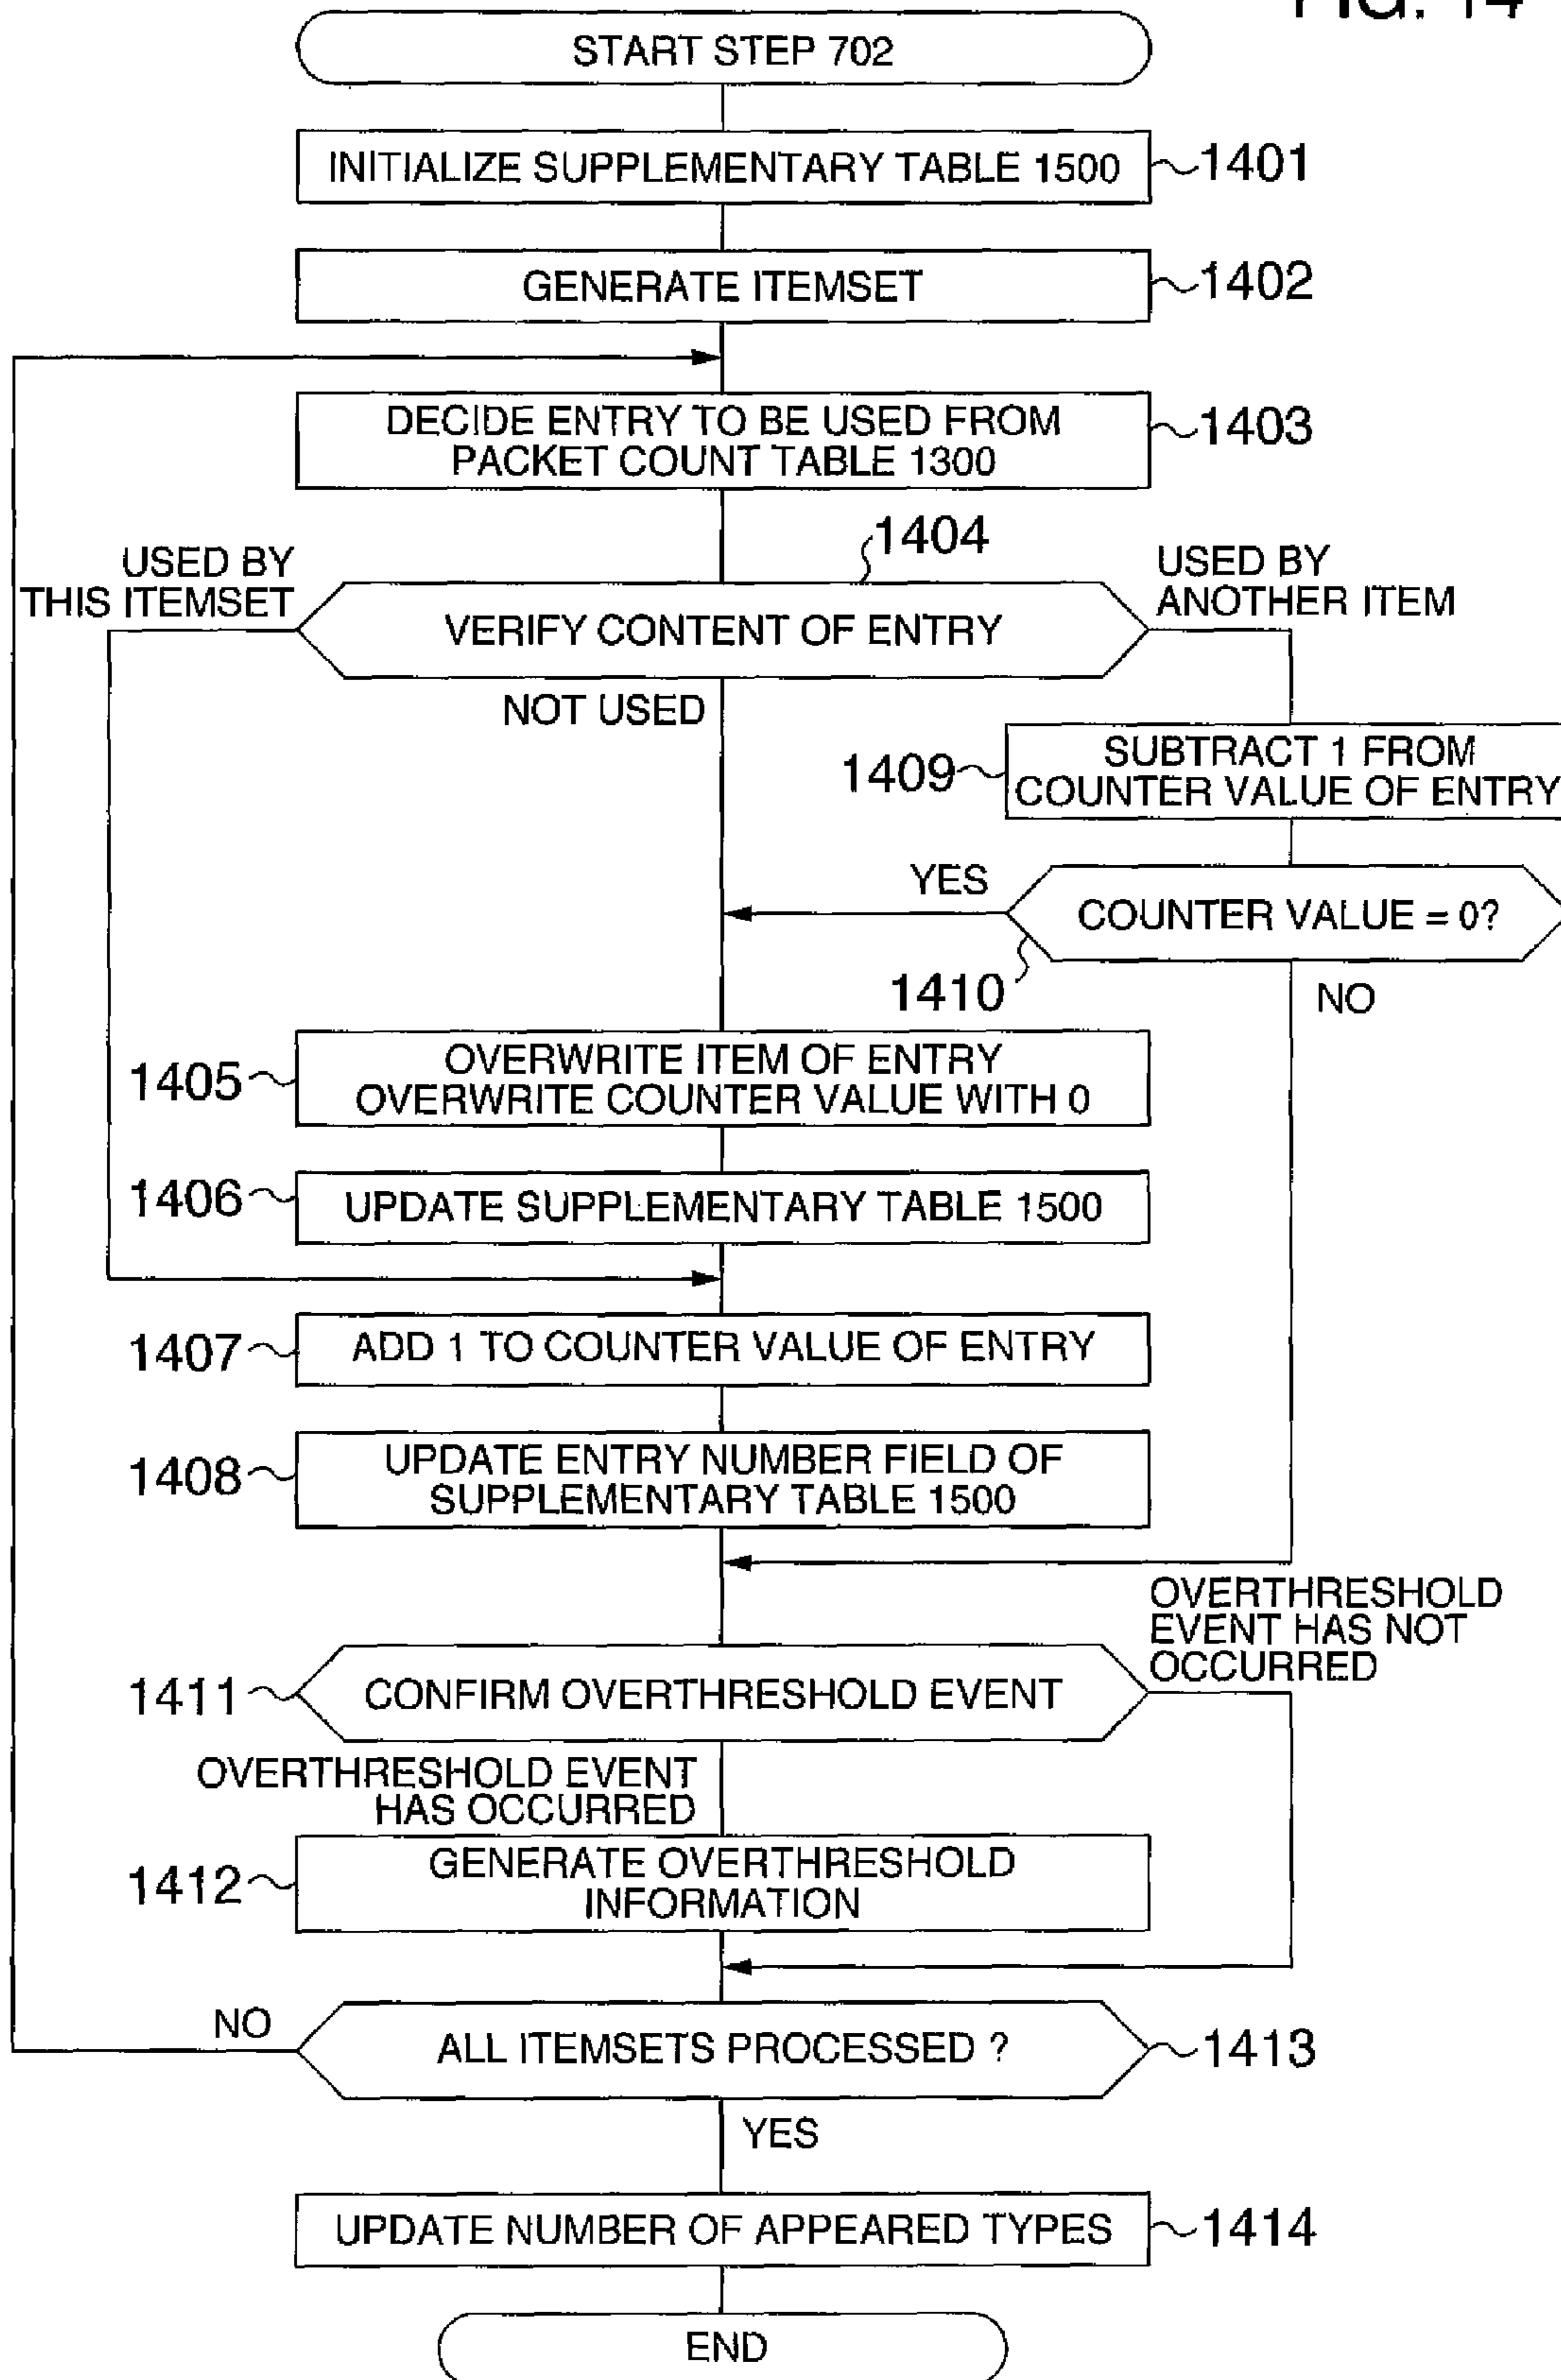 FIG. 14
START STEP 702
INITIALIZE SUPPLEMENTARY TABLE 1500
1401
GENERATE ITEMSET
1402
DECIDE ENTRY TO BE USED FROM
PACKET COUNT TABLE 1300
1403
1404
USED BY
THIS ITEMSET
VERIFY CONTENT OF ENTRY
USED BY
ANOTHER ITEM
NOT USED
1409
SUBTRACT 1 FROM
COUNTER VALUE OF ENTRY
YES
COUNTER VALUE = 0?
1410
NO
1405
OVERWRITE ITEM OF ENTRY
OVERWRITE COUNTER VALUE WITH 0
1406
UPDATE SUPPLEMENTARY TABLE 1500
1407
ADD 1 TO COUNTER VALUE OF ENTRY
1408
UPDATE ENTRY NUMBER FIELD OF
SUPPLEMENTARY TABLE 1500
OVERTHRESHOLD
EVENT HAS NOT
OCCURRED
1411
CONFIRM OVERTHRESHOLD EVENT
OVERTHRESHOLD EVENT
HAS OCCURRED
1412
GENERATE OVERTHRESHOLD
INFORMATION
NO
ALL ITEMSETS PROCESSED ?
1413
YES
UPDATE NUMBER OF APPEARED TYPES
1414
END